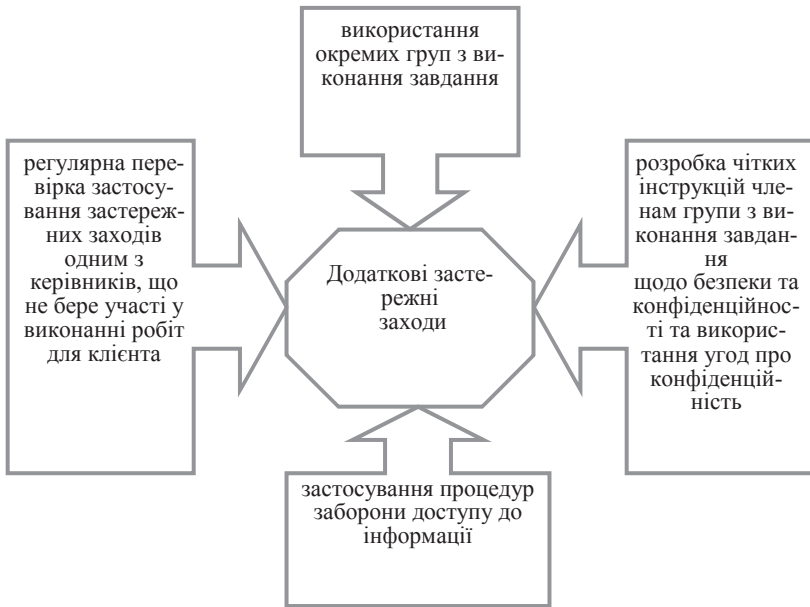 використання
окремих груп з ви-
конання завдання
регулярна пере-
вірка застосу-
вання застереж-
них заходів
одним з
керівників, що
не бере участі у
виконанні робіт
для клієнта
Додаткові засте-
режні
заходи
розробка чітких
інструкцій чле-
нам групи з ви-
конання завдан-
ня
щодо безпеки та
конфіденційнос-
ті та викорис-
тання угод про
конфіденцій-
ність
застосування процедур
заборони доступу до
інформації